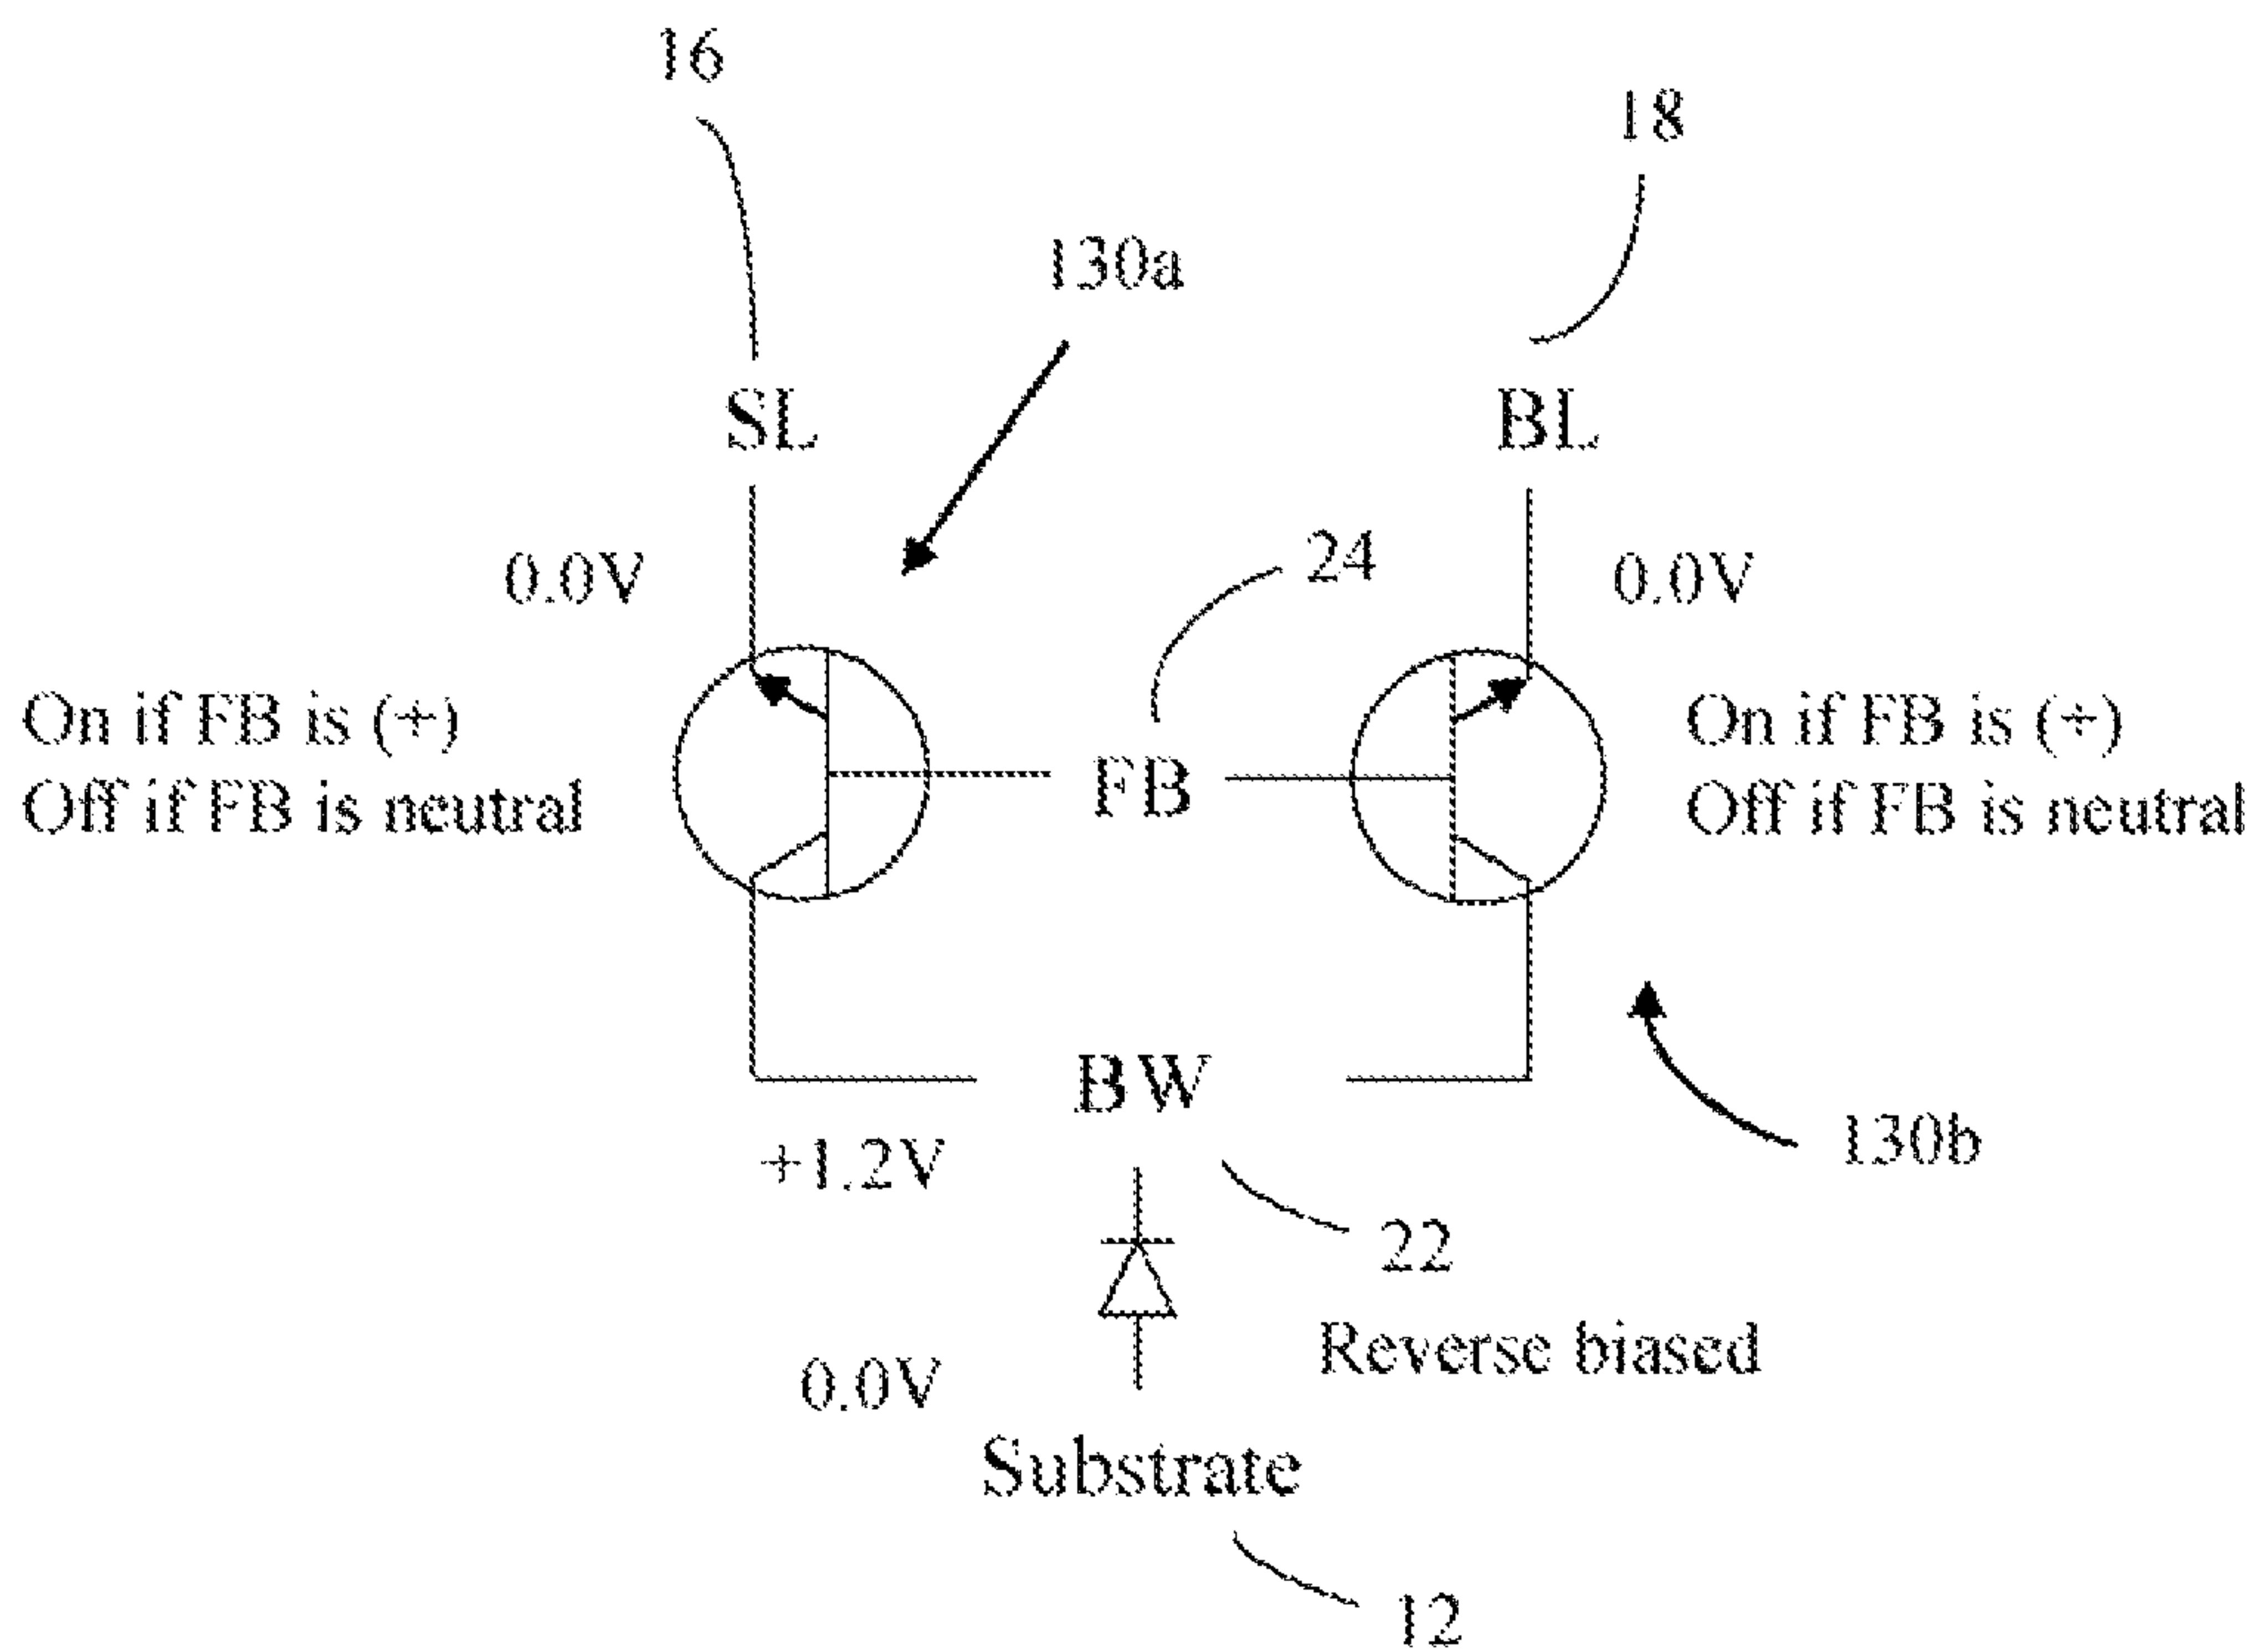 16
18
130a
SL
BL
0.0V
24
0.0V
On if FB is (+)
Off if FB is neutral
FB
On if FB is (+)
Off if FB is neutral
BW
+1.2V
130b
22
Reverse biased
0.0V
Substrate
12